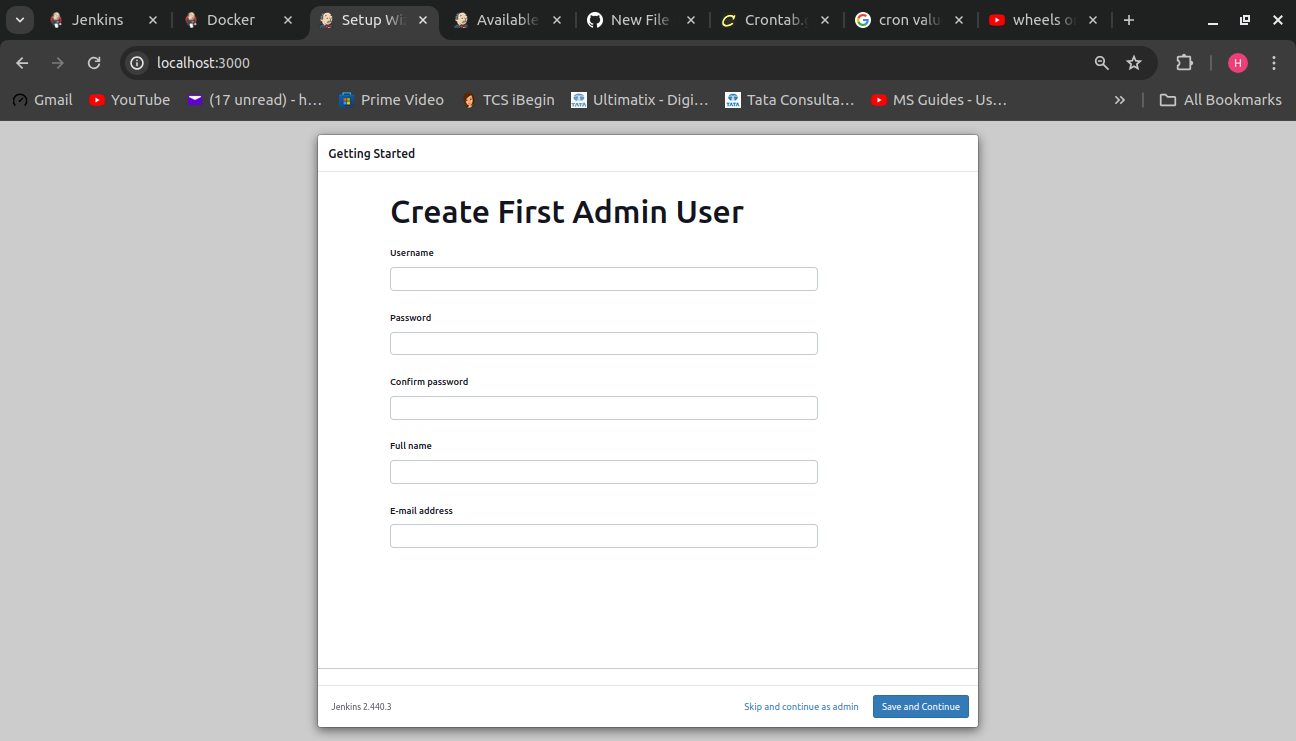 Jenkins Docker Setup Wiz Available New File Crontab.g cron valu wheels o
localhost:3000 H
Gmail YouTube (17 unread) - h... Prime Video TCS iBegin Ultimatix - Digi... Tata Consulta... MS Guides - Us... » All Bookmarks
Getting Started
Create First Admin User
Username
Password
Confirm password
Full name
E-mail address
Jenkins 2.440.3 Skip and continue as admin Save and Continue